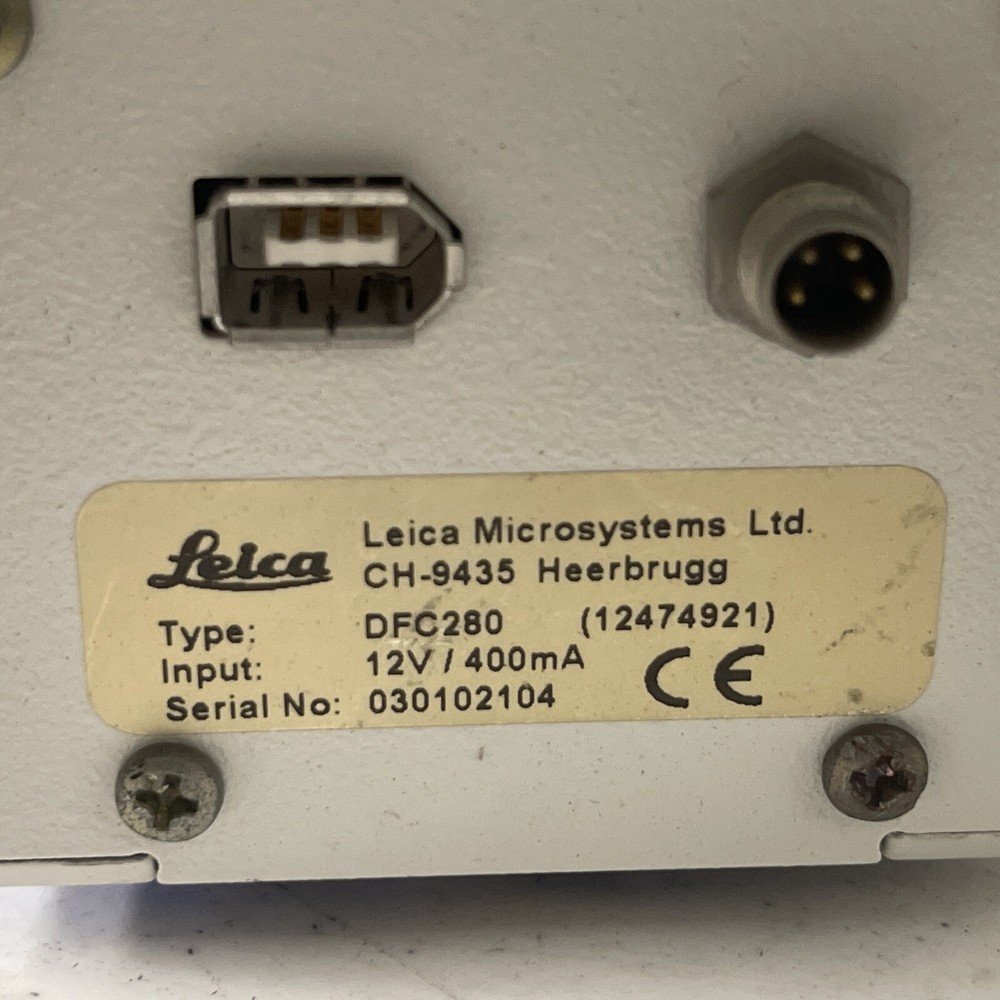 Leica
Leica Microsystems Ltd.
CH-9435 Heerbrugg
Type: DFC280 (12474921)
Input: 12V / 400mA
Serial No: 030102104
CE